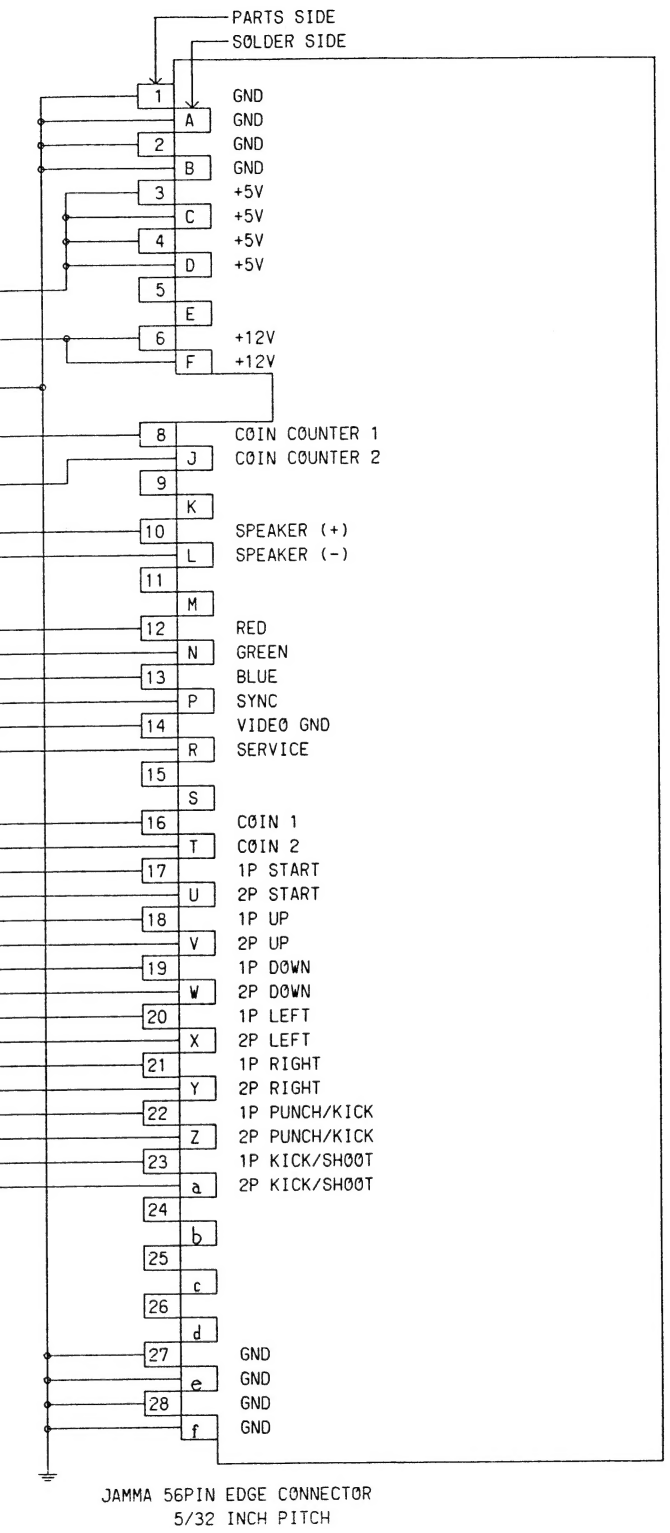 PARTS SIDE
SOLDER SIDE
1 GND
A GND
2 GND
B GND
3 +5V
C +5V
4 +5V
D +5V
5
E
6 +12V
F +12V
8 COIN COUNTER 1
J COIN COUNTER 2
9
K
10 SPEAKER (+)
L SPEAKER (-)
11
M
12 RED
N GREEN
13 BLUE
P SYNC
14 VIDEO GND
R SERVICE
15
S
16 COIN 1
T COIN 2
17 1P START
U 2P START
18 1P UP
V 2P UP
19 1P DOWN
W 2P DOWN
20 1P LEFT
X 2P LEFT
21 1P RIGHT
Y 2P RIGHT
22 1P PUNCH/KICK
Z 2P PUNCH/KICK
23 1P KICK/SHOOT
a 2P KICK/SHOOT
24
b
25
c
26
d
27 GND
e GND
28 GND
f GND
JAMMA 56PIN EDGE CONNECTOR
5/32 INCH PITCH